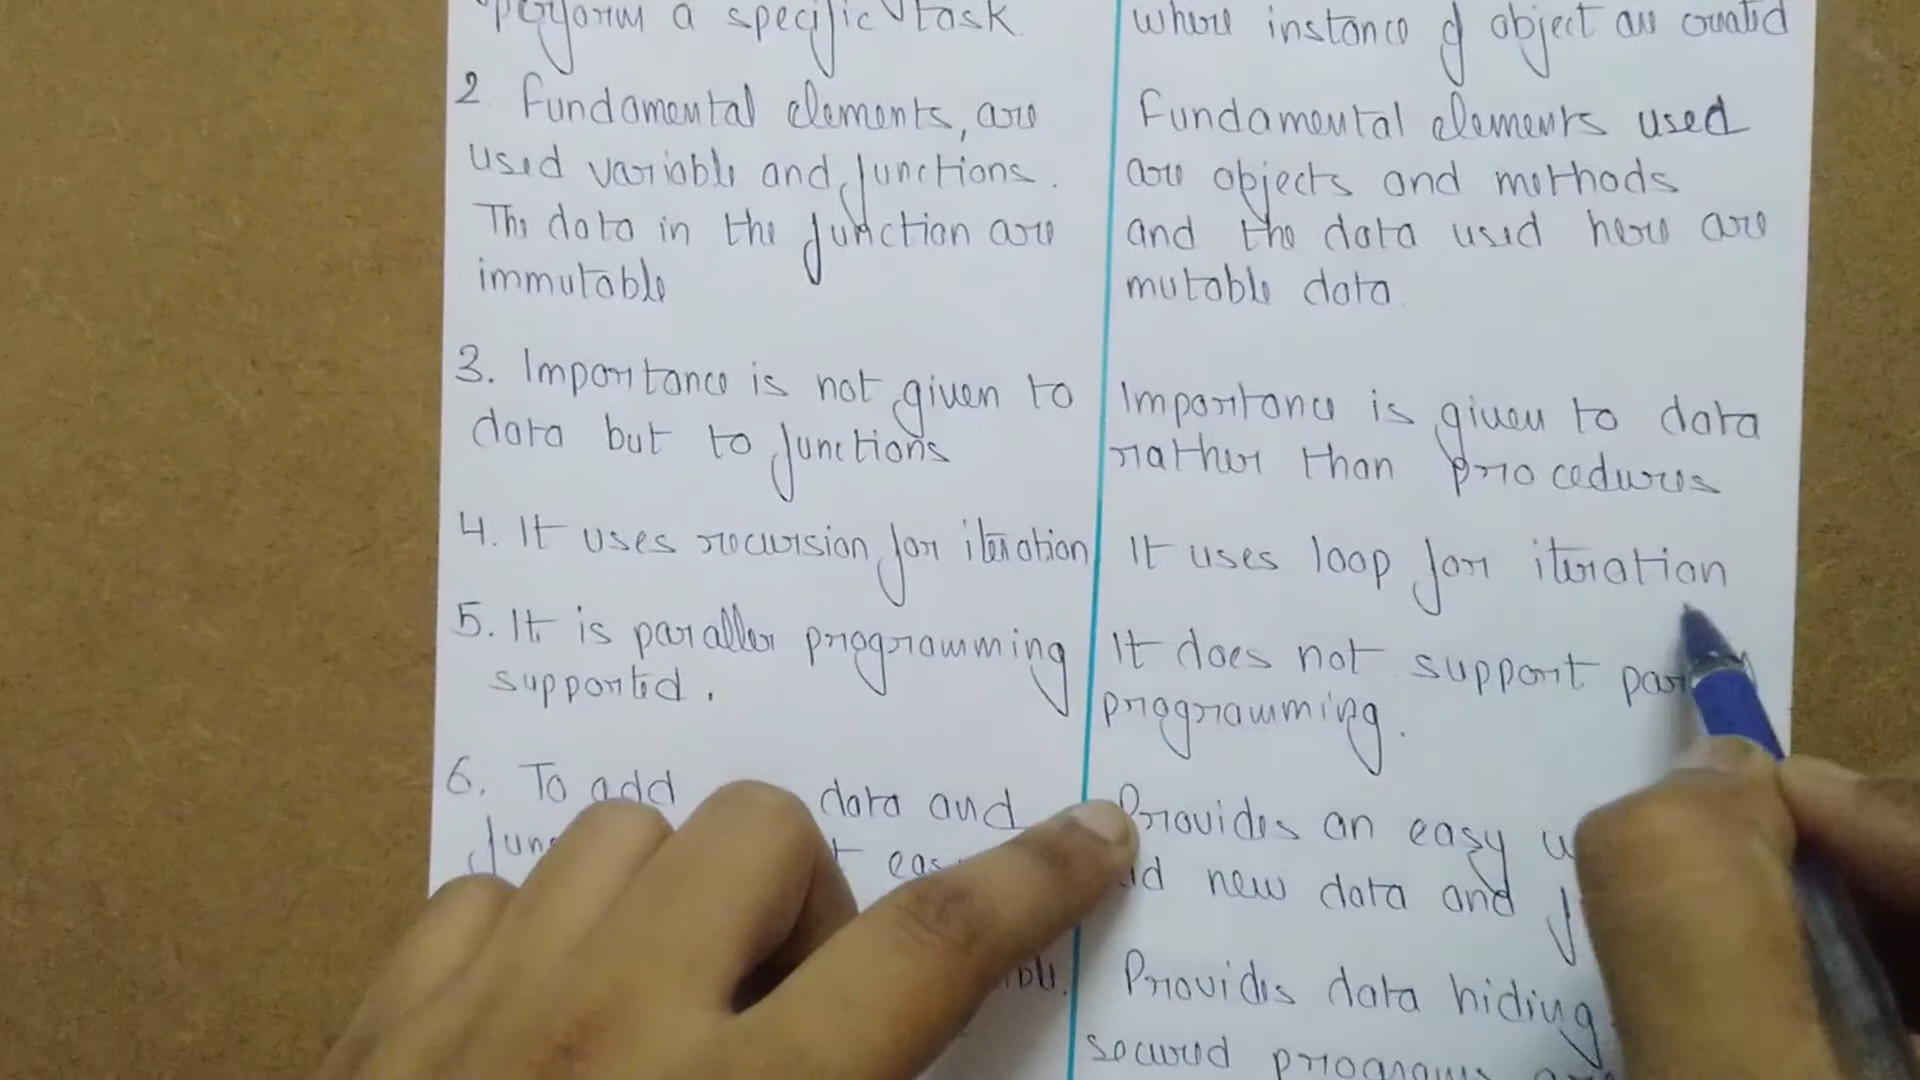 perform a specific task
2. Fundamental elements, are
used variable and functions.
The data in the function are
immutable
3. Importance is not given to
data but to functions
4. It uses recursion for iteration
5. It is parallel programming
supported.
6. To add data and
where instance of object are created
Fundamental elements used
are objects and methods
and the data used here are
mutable data.
Importance is given to data
rather than procedures
It uses loop for iteration
It does not support
programming.
Provides an easy
new data and
Provides data hiding
secured programs